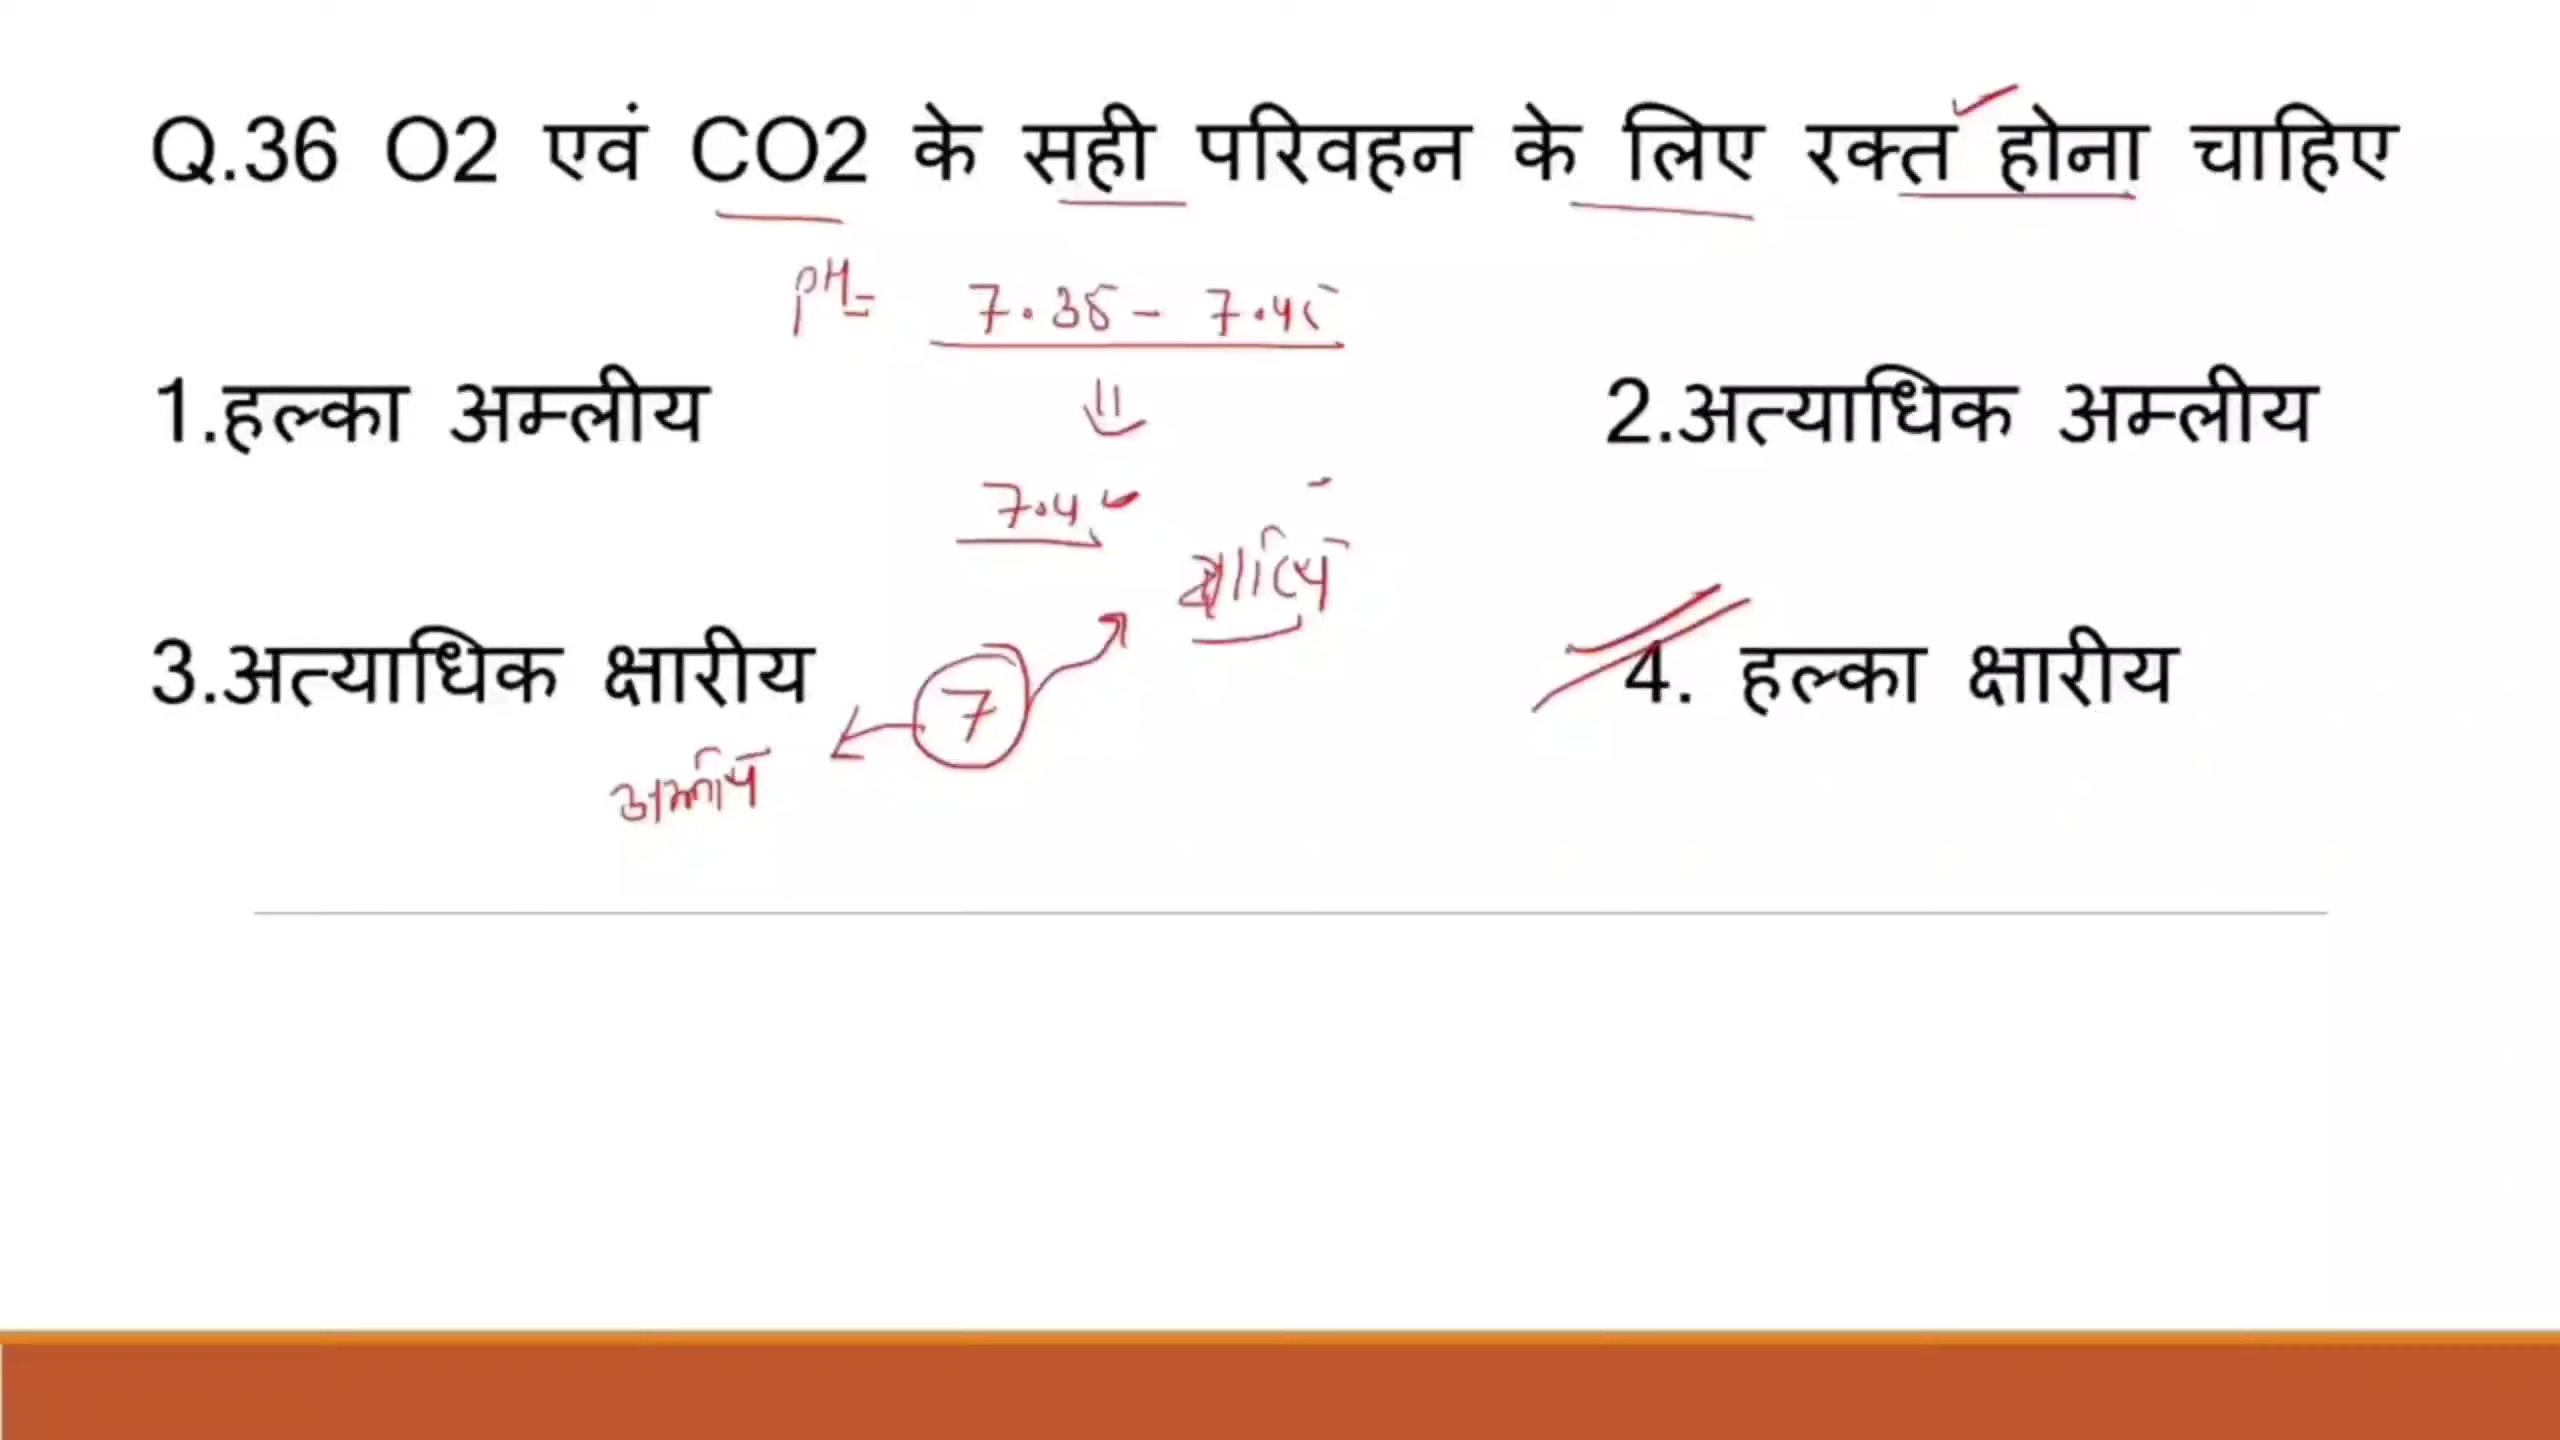 Q.36 O2 एवं CO2 के सही परिवहन के लिए रक्त होना चाहिए
pH= 7.35 - 7.45
1.हल्का अम्लीय 2.अत्याधिक अम्लीय
7.4
3.अत्याधिक क्षारीय 7 4. हल्का क्षारीय
अम्लीय